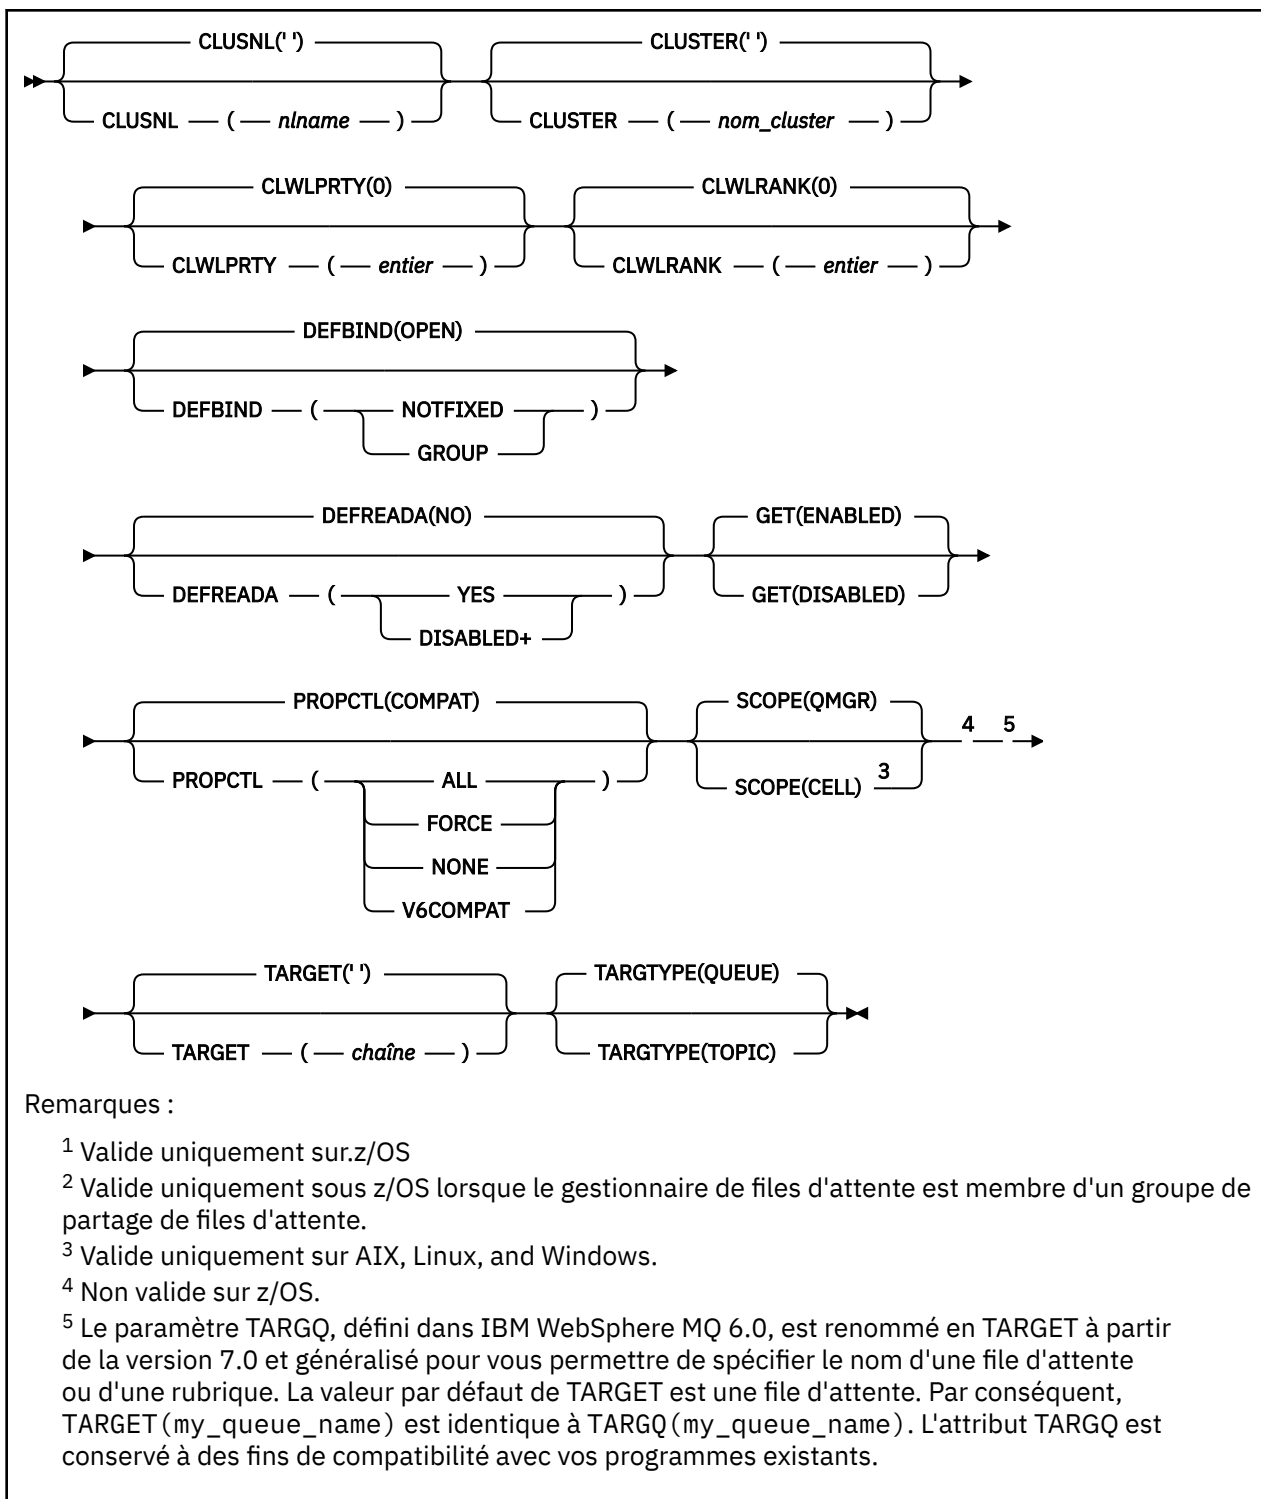 CLUSNL(' ') CLUSTER(' ')
CLUSNL ( nlname ) CLUSTER ( nom_cluster )
CLWLPRTY(0) CLWLRANK(0)
CLWLPRTY ( entier ) CLWLRANK ( entier )
DEFBIND(OPEN)
DEFBIND ( NOTFIXED )
GROUP
DEFREADA(NO) GET(ENABLED)
DEFREADA ( YES ) GET(DISABLED)
DISABLED+
PROPCTL(COMPAT) SCOPE(QMGR)
4 5
PROPCTL ( ALL ) SCOPE(CELL) 3
FORCE
NONE
V6COMPAT
TARGET(' ') TARGTYPE(QUEUE)
TARGET ( chaîne ) TARGTYPE(TOPIC)
Remarques :
1 Valide uniquement sur.z/OS
2 Valide uniquement sous z/OS lorsque le gestionnaire de files d'attente est membre d'un groupe de
partage de files d'attente.
3 Valide uniquement sur AIX, Linux, and Windows.
4 Non valide sur z/OS.
5 Le paramètre TARGQ, défini dans IBM WebSphere MQ 6.0, est renommé en TARGET à partir
de la version 7.0 et généralisé pour vous permettre de spécifier le nom d'une file d'attente
ou d'une rubrique. La valeur par défaut de TARGET est une file d'attente. Par conséquent,
TARGET(my_queue_name) est identique à TARGQ(my_queue_name). L'attribut TARGQ est
conservé à des fins de compatibilité avec vos programmes existants.